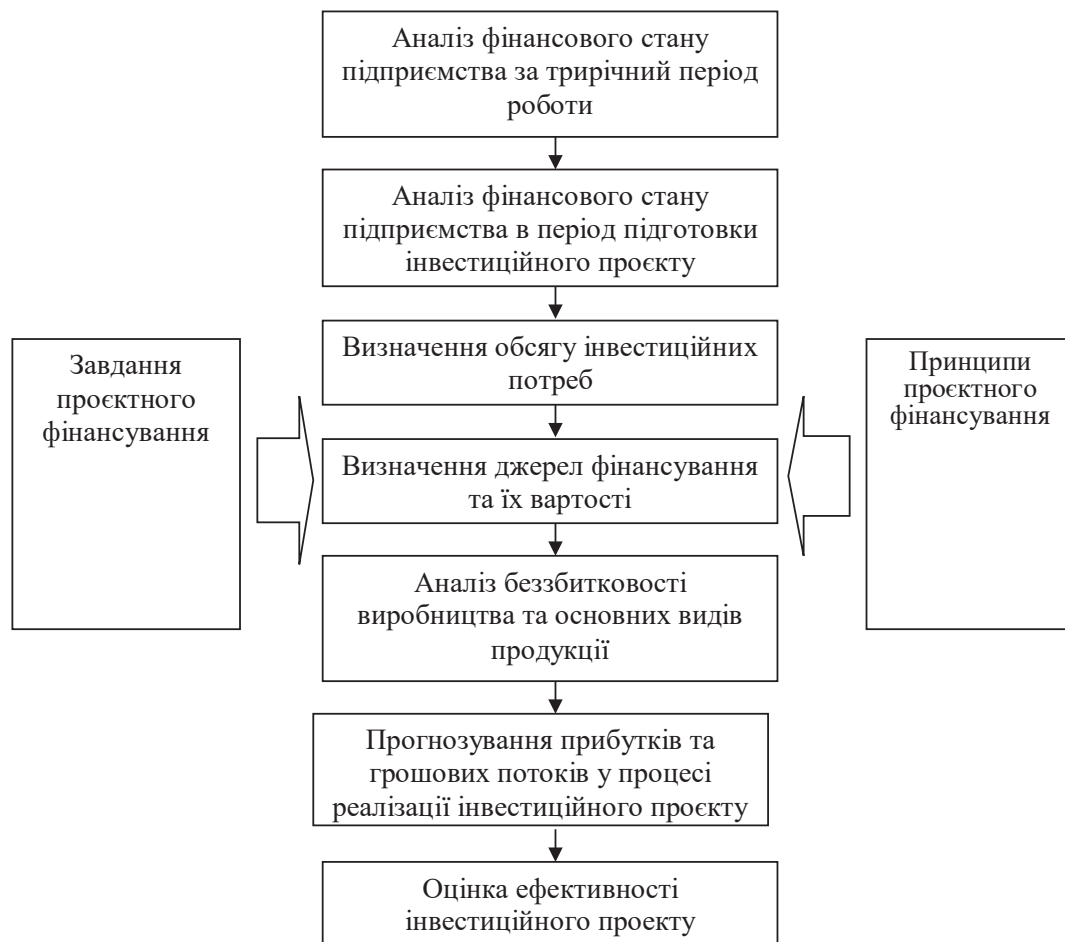 Аналіз фінансового стану
підприємства за трирічний період
роботи
Аналіз фінансового стану
підприємства в період підготовки
інвестиційного проєкту
Визначення обсягу інвестиційних
потреб
Завдання
проєктного
фінансування
Принципи
проєктного
фінансування
Визначення джерел фінансування
та їх вартості
Аналіз беззбитковості
виробництва та основних видів
продукції
Прогнозування прибутків та
грошових потоків у процесі
реалізації інвестиційного проєкту
Оцінка ефективності
інвестиційного проекту